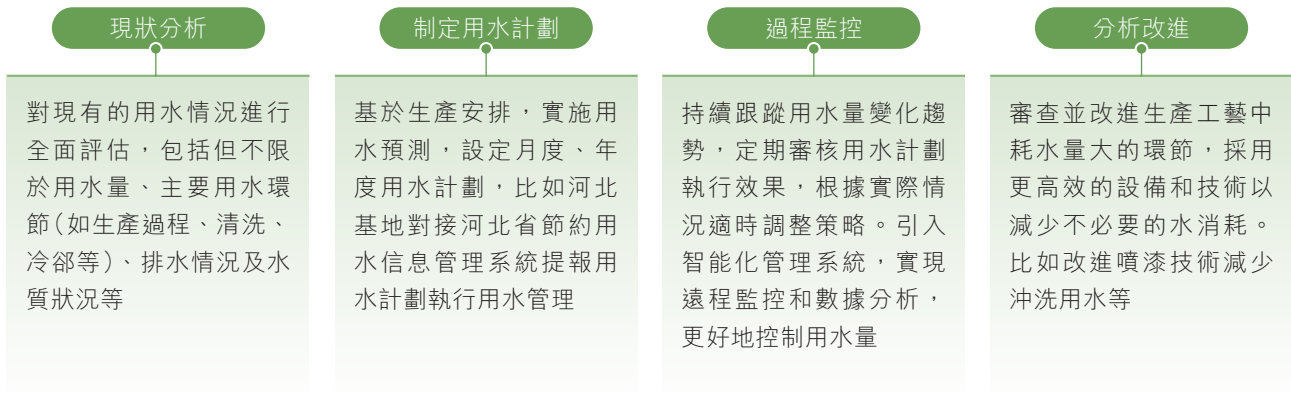 現狀分析
對現有的用水情況進行
全面評估，包括但不限
於用水量、主要用水環
節（如生產過程、清洗、
冷卻等）、排水情況及水
質狀況等
制定用水計劃
基於生產安排，實施用
水預測，設定月度、年
度用水計劃，比如河北
基地對接河北省節約用
水信息管理系統提報用
水計劃執行用水管理
過程監控
持續跟蹤用水量變化趨
勢，定期審核用水計劃
執行效果，根據實際情
況適時調整策略。引入
智能化管理系統，實現
遠程監控和數據分析，
更好地控制用水量
分析改進
審查並改進生產工藝中
耗水量大的環節，採用
更高效的設備和技術以
減少不必要的水消耗。
比如改進噴漆技術減少
沖洗用水等